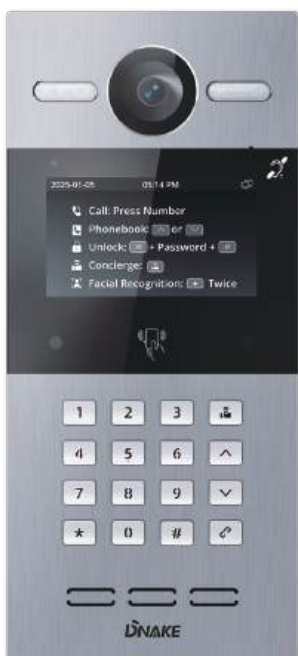 2025-01-05 05:14 PM
Call: Press Number
Phonebook: or
Unlock: + Password + #
Concierge:
Facial Recognition: Twice
1 2 3
4 5 6
7 8 9
* 0 #
DNAKE